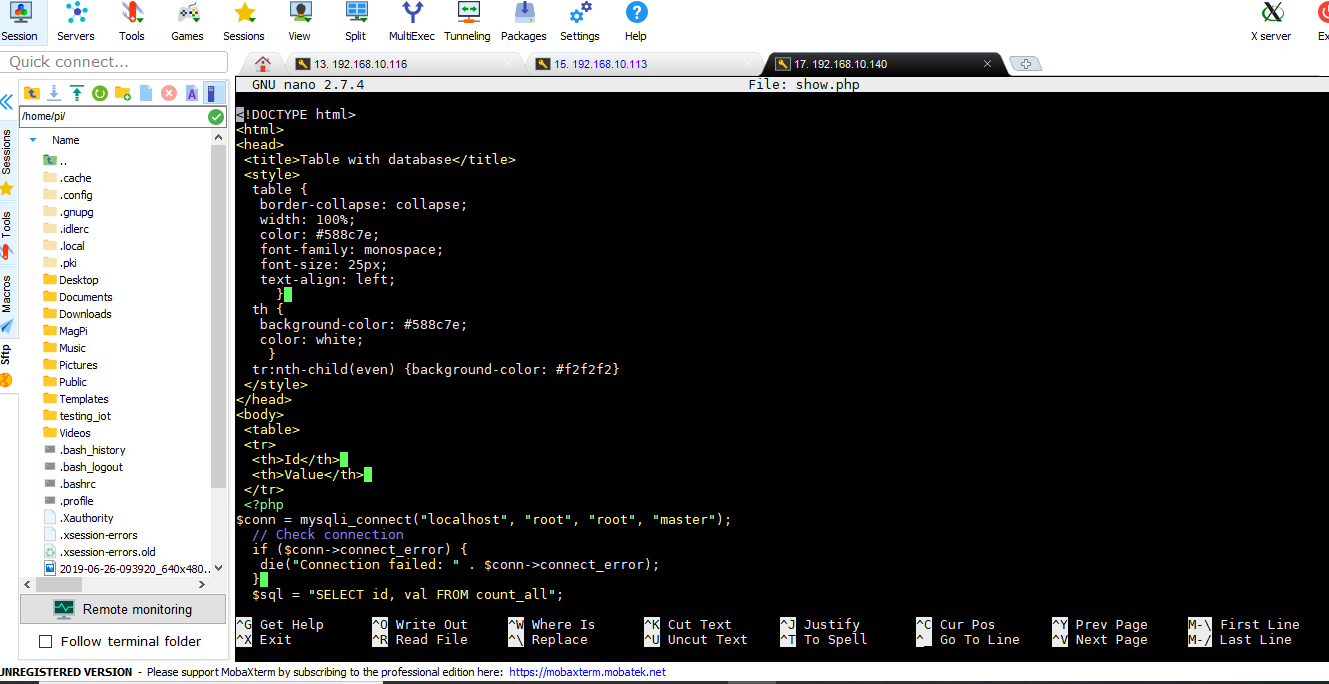 Session Servers Tools Games Sessions View Split MultiExec Tunneling Packages Settings Help X server Ex
Quick connect...
13. 192.168.10.116
15. 192.168.10.113
17. 192.168.10.140
/home/pi/
Name
..
.cache
.config
.gnupg
.idlerc
.local
.pki
Desktop
Documents
Downloads
MagPi
Music
Pictures
Public
Templates
testing_iot
Videos
.bash_history
.bash_logout
.bashrc
.profile
.Xauthority
.xsession-errors
.xsession-errors.old
2019-06-26-093920_640x480..
Remote monitoring
Follow terminal folder
Sessions
Tools
Macros
Sftp
GNU nano 2.7.4 File: show.php
<!DOCTYPE html>
<html>
<head>
<title>Table with database</title>
<style>
table {
border-collapse: collapse;
width: 100%;
color: #588c7e;
font-family: monospace;
font-size: 25px;
text-align: left;
}
th {
background-color: #588c7e;
color: white;
}
tr:nth-child(even) {background-color: #f2f2f2}
</style>
</head>
<body>
<table>
<tr>
<th>Id</th>
<th>Value</th>
</tr>
<?php
$conn = mysqli_connect("localhost", "root", "root", "master");
// Check connection
if ($conn->connect_error) {
die("Connection failed: " . $conn->connect_error);
}
$sql = "SELECT id, val FROM count_all";
^G Get Help ^O Write Out ^W Where Is ^K Cut Text ^J Justify ^C Cur Pos ^Y Prev Page M-\ First Line
^X Exit ^R Read File ^\ Replace ^U Uncut Text ^T To Spell ^_ Go To Line ^V Next Page M-/ Last Line
UNREGISTERED VERSION - Please support MobaXterm by subscribing to the professional edition here: https://mobaxterm.mobatek.net